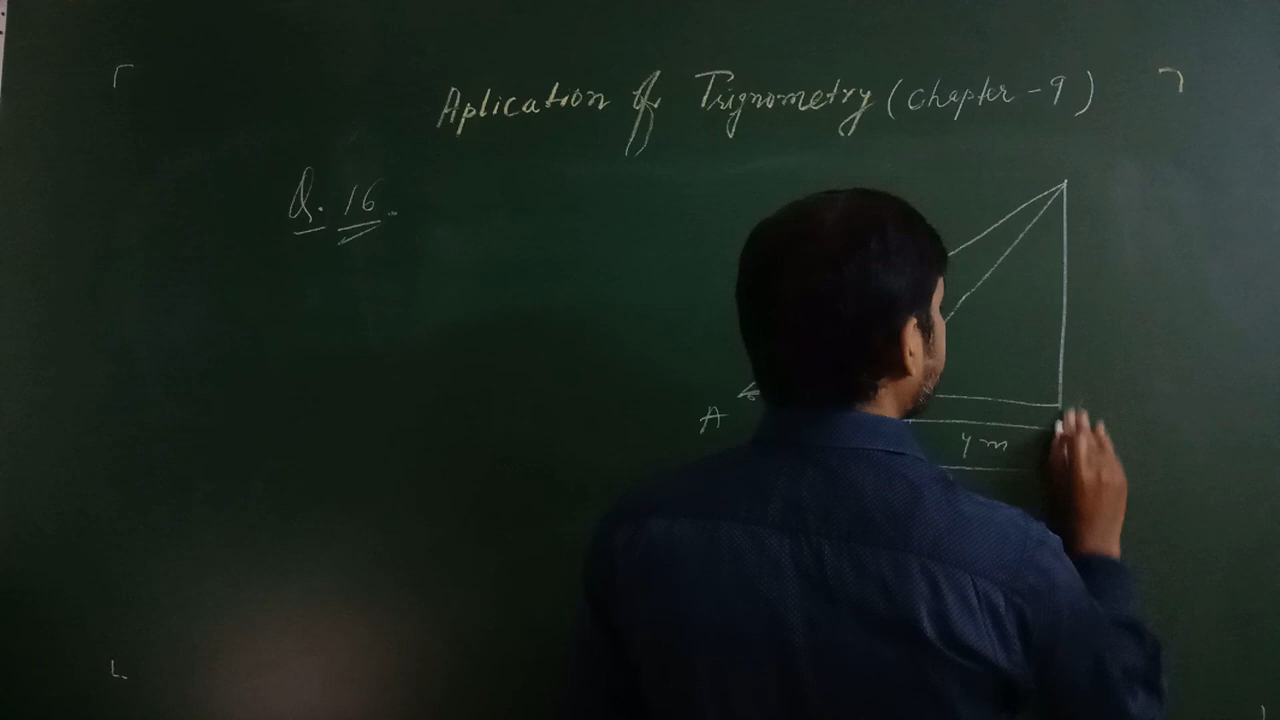 Aplication of Trignometry (Chapter - 9)
Q. 16
A
4 m